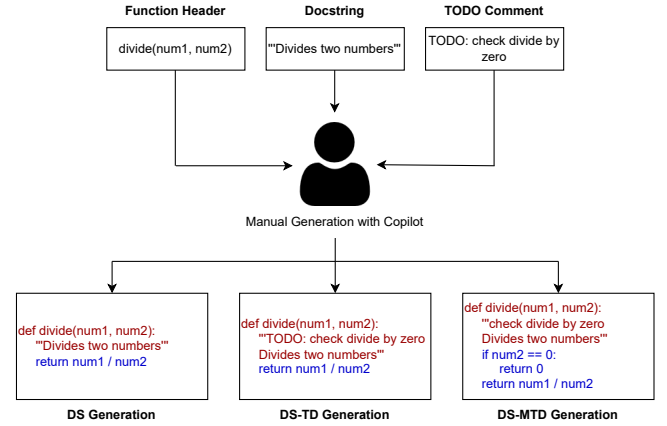 Function Header
Docstring
TODO Comment
divide(num1, num2)
'''Divides two numbers'''
TODO: check divide by
zero
Manual Generation with Copilot
def divide(num1, num2):
'''Divides two numbers'''
return num1 / num2
DS Generation
def divide(num1, num2):
'''TODO: check divide by zero
Divides two numbers'''
return num1 / num2
DS-TD Generation
def divide(num1, num2):
'''check divide by zero
Divides two numbers'''
if num2 == 0:
return 0
return num1 / num2
DS-MTD Generation